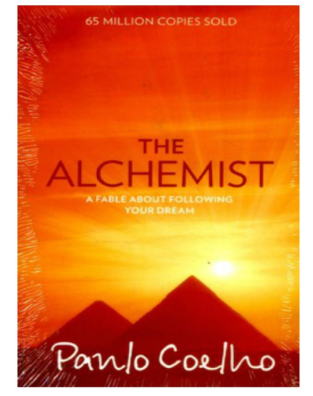 65 MILLION COPIES SOLD
THE
ALCHEMIST
A FABLE ABOUT FOLLOWING
YOUR DREAM
Paulo Coelho